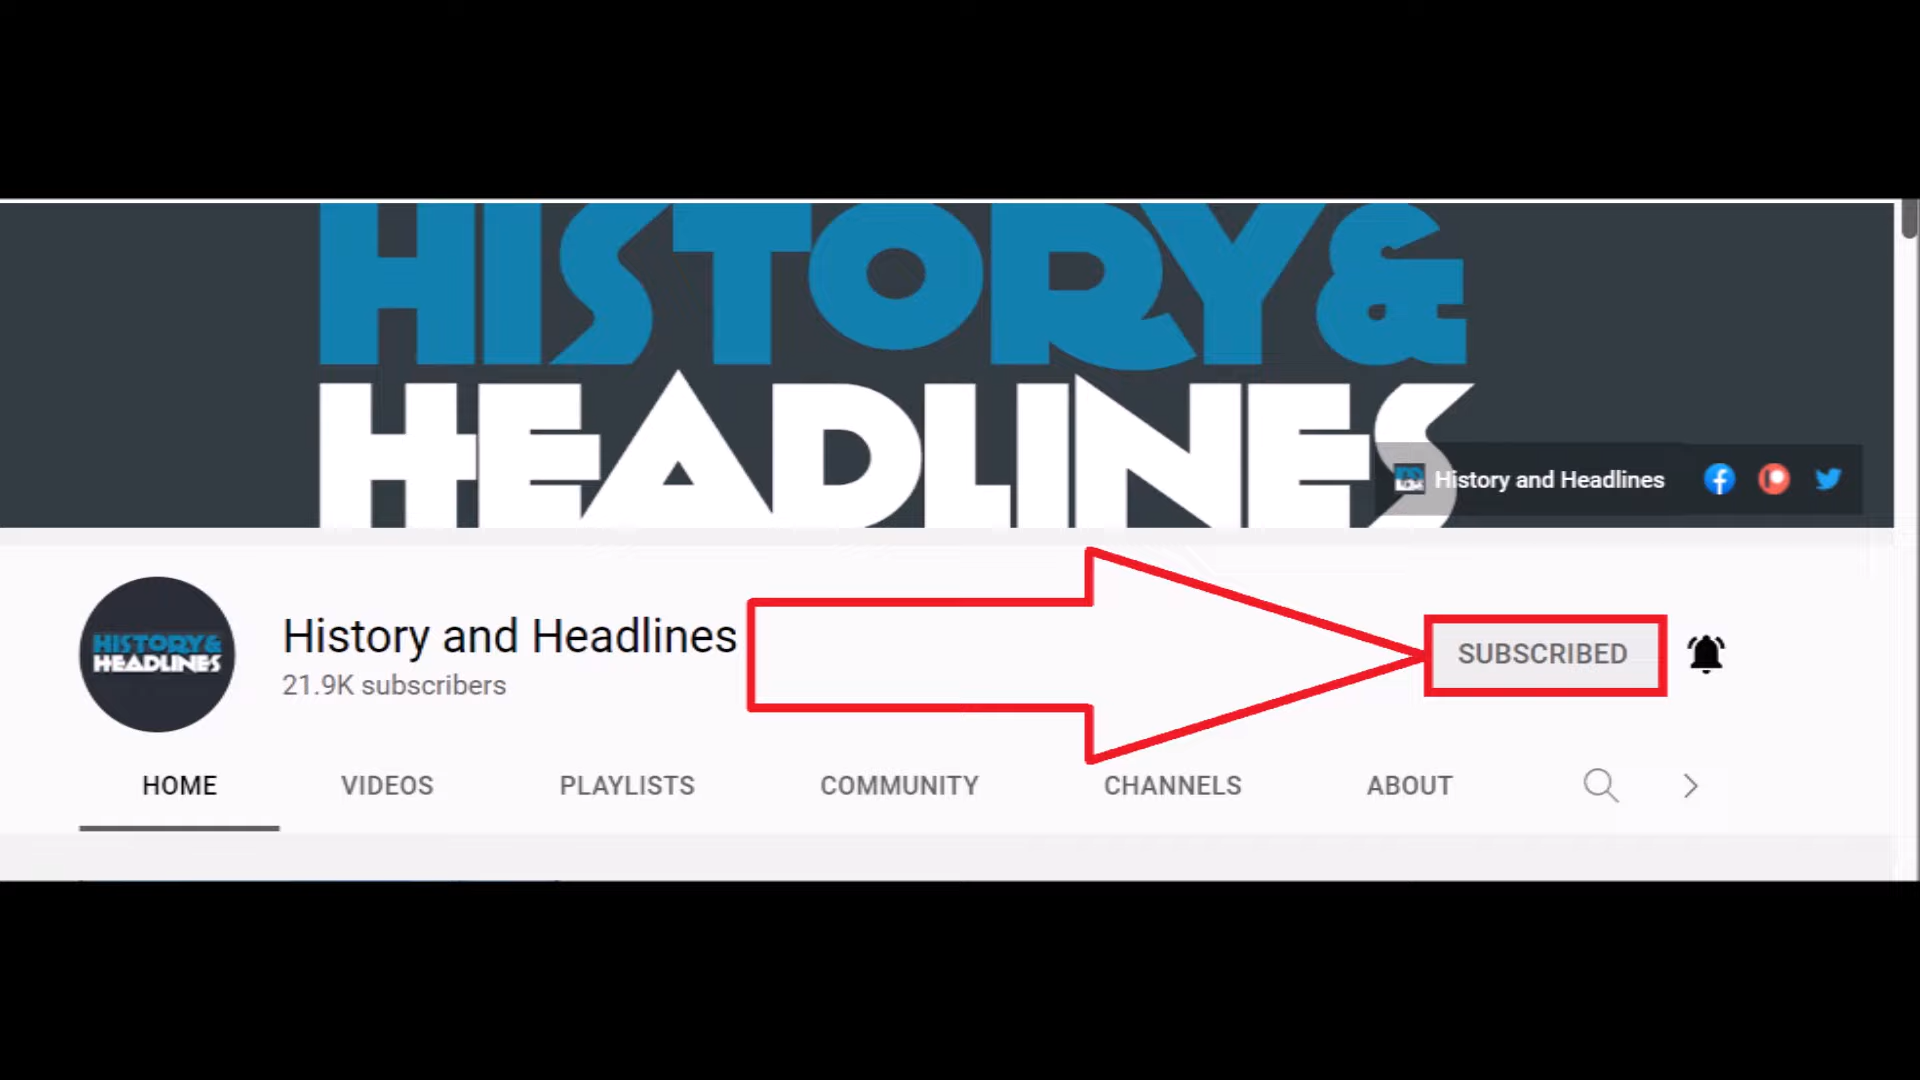 HISTORY&
HEADLINES
History and Headlines
HISTORY&
HEADLINES
History and Headlines
21.9K subscribers
SUBSCRIBED
HOME VIDEOS PLAYLISTS COMMUNITY CHANNELS ABOUT